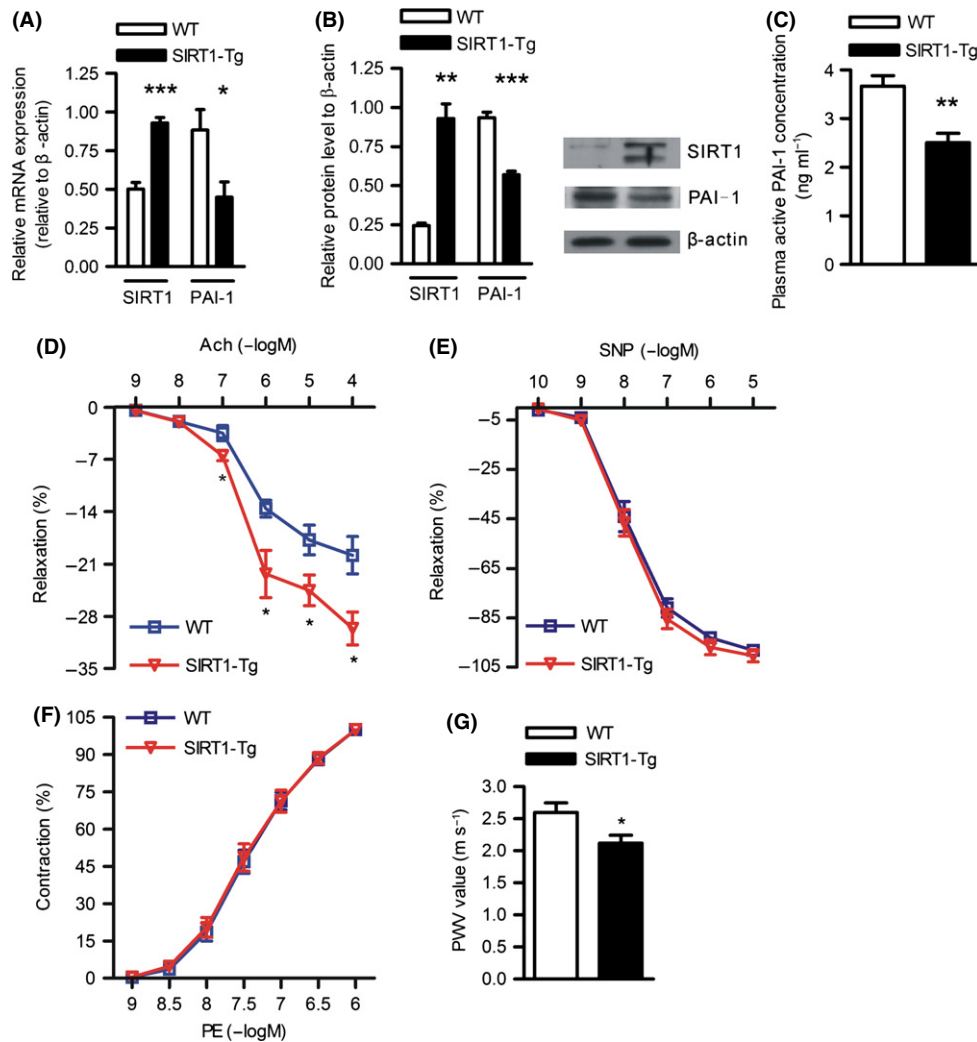 (A)
WT
SIRT1-Tg
Relative mRNA expression
(relative to β -actin)
1.25
1.00
0.75
0.50
0.25
0.00
***
*
SIRT1
PAI-1
(B)
WT
SIRT1-Tg
Relative protein level to β-actin
1.25
1.00
0.75
0.50
0.25
0.00
**
***
SIRT1
PAI-1
SIRT1
PAI-1
β-actin
(C)
WT
SIRT1-Tg
Plasma active PAI-1 concentration
(ng ml⁻¹)
4
3
2
1
0
**
(D)
Ach (−logM)
9 8 7 6 5 4
Relaxation (%)
0
−7
−14
−21
−28
−35
*
*
*
*
WT
SIRT1-Tg
(E)
SNP (−logM)
10 9 8 7 6 5
Relaxation (%)
−5
−25
−45
−65
−85
−105
WT
SIRT1-Tg
(F)
WT
SIRT1-Tg
Contraction (%)
105
90
75
60
45
30
15
0
9 8.5 8 7.5 7 6.5 6
PE (−logM)
(G)
WT
SIRT1-Tg
PWV value (m s⁻¹)
3.0
2.5
2.0
1.5
1.0
0.5
0.0
*